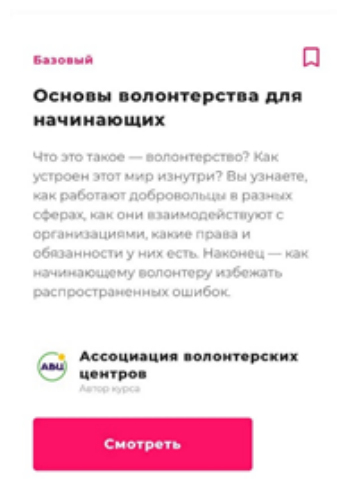 Базовый
Основы волонтерства для
начинающих
Что это такое — волонтерство? Как
устроен этот мир изнутри? Вы узнаете,
как работают добровольцы в разных
сферах, как они взаимодействуют с
организациями, какие права и
обязанности у них есть. Наконец — как
начинающему волонтеру избежать
распространенных ошибок.
АВЦ
Ассоциация волонтерских
центров
Автор курса
Смотреть